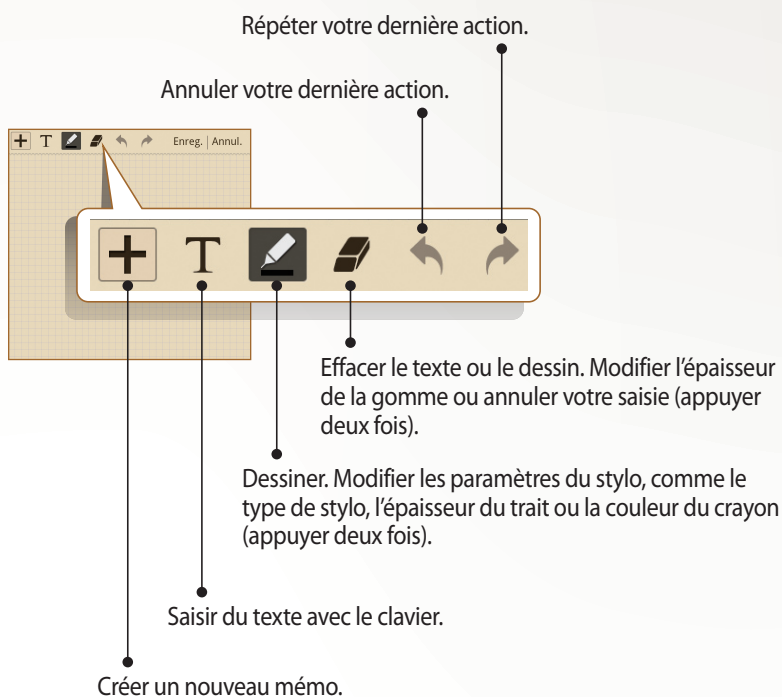 Répéter votre dernière action.
Annuler votre dernière action.
T Enreg. | Annul.
T
Effacer le texte ou le dessin. Modifier l’épaisseur
de la gomme ou annuler votre saisie (appuyer
deux fois).
Dessiner. Modifier les paramètres du stylo, comme le
type de stylo, l’épaisseur du trait ou la couleur du crayon
(appuyer deux fois).
Saisir du texte avec le clavier.
Créer un nouveau mémo.